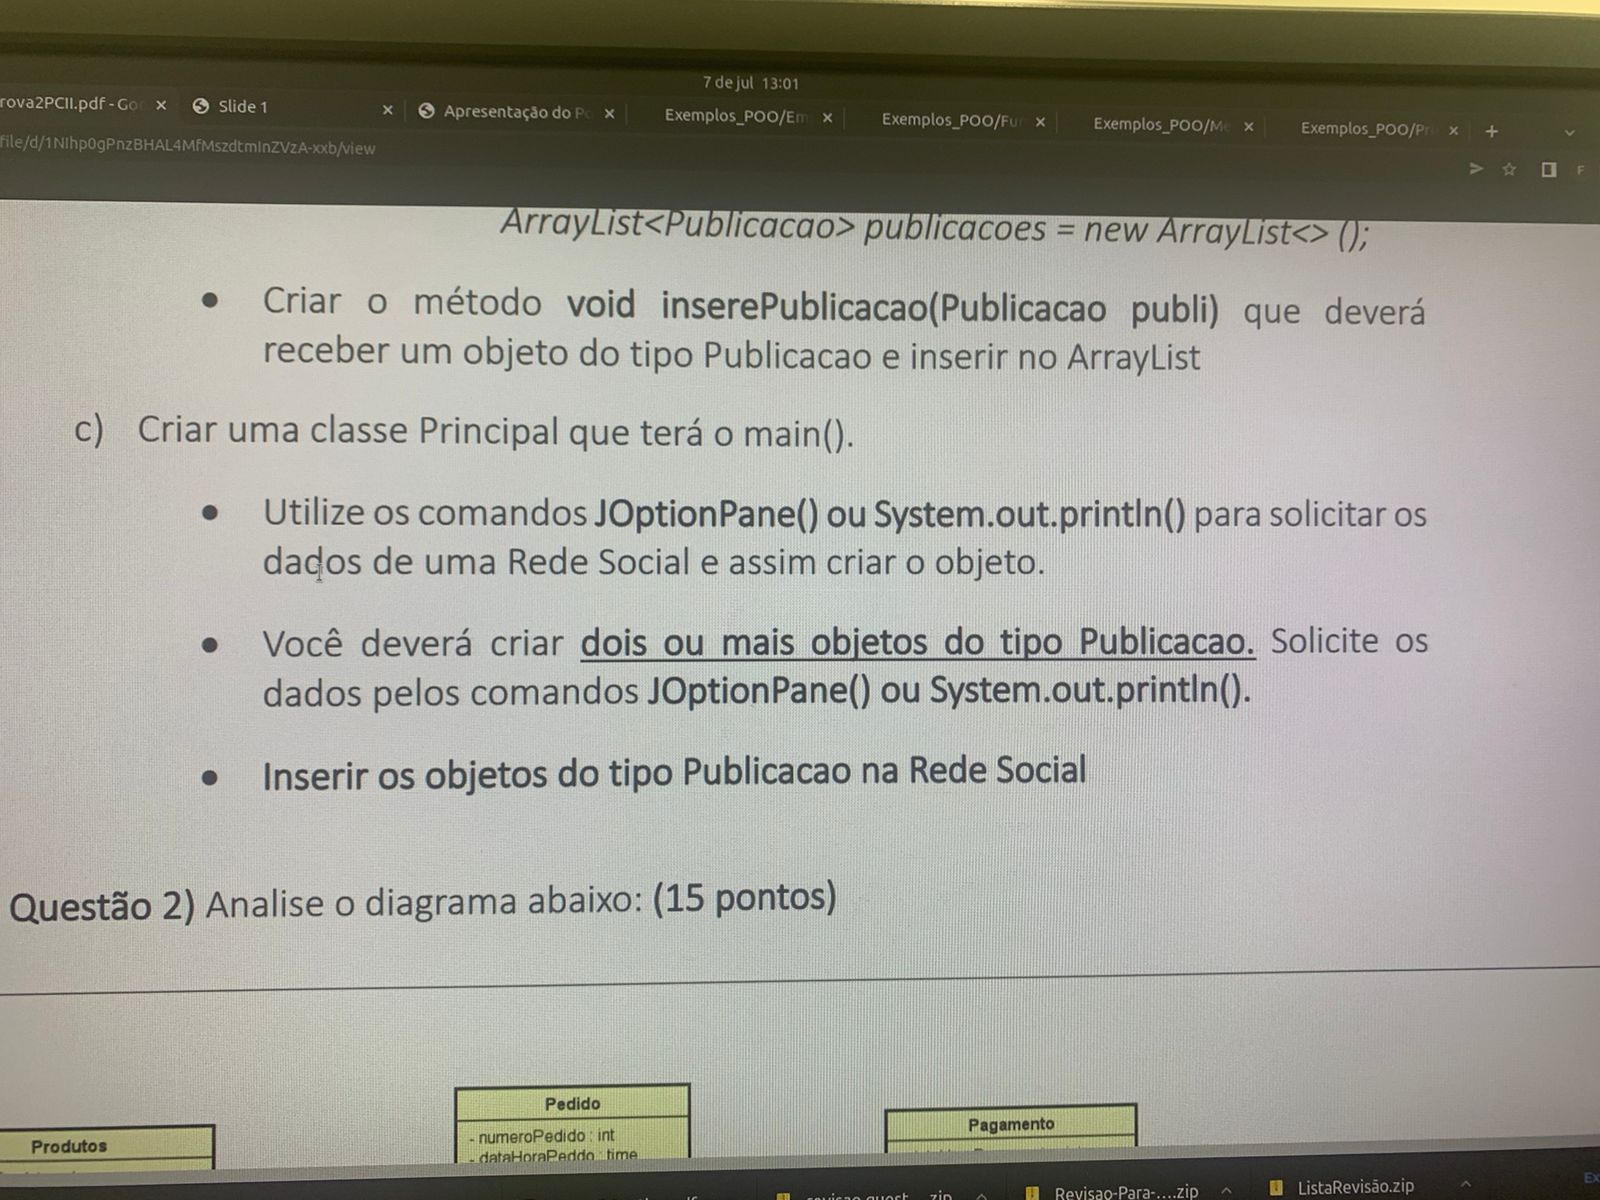 7 de jul 13:01
rova2PCII.pdf - Go
Slide 1
Apresentação do Po
Exemplos_POO/Em
Exemplos_POO/Fu
Exemplos_POO/Me
Exemplos_POO/Pr
file/d/1NIhp0gPnzBHAL4MfMszdtmInZVzA-xxb/view
ArrayList<Publicacao> publicacoes = new ArrayList<> ();
• Criar o método void inserePublicacao(Publicacao publi) que deverá
receber um objeto do tipo Publicacao e inserir no ArrayList
c) Criar uma classe Principal que terá o main().
• Utilize os comandos JOptionPane() ou System.out.println() para solicitar os
dados de uma Rede Social e assim criar o objeto.
• Você deverá criar dois ou mais objetos do tipo Publicacao. Solicite os
dados pelos comandos JOptionPane() ou System.out.println().
• Inserir os objetos do tipo Publicacao na Rede Social
Questão 2) Analise o diagrama abaixo: (15 pontos)
Pedido
- numeroPedido : int
- dataHoraPeddo : time
Pagamento
Produtos
Revisao-Para-....zip
ListaRevisão.zip